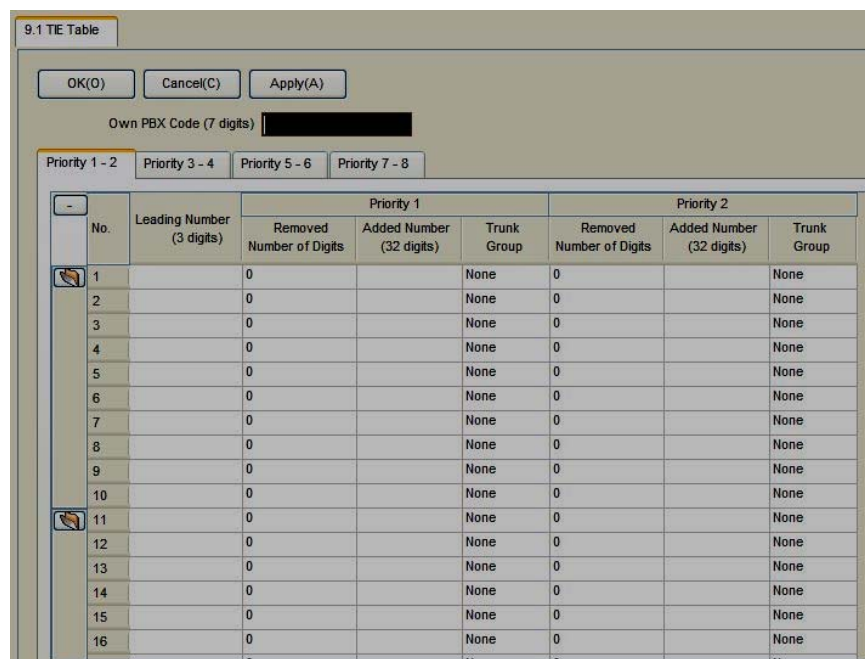 9.1 TIE Table
OK(O) Cancel(C) Apply(A)
Own PBX Code (7 digits)
Priority 1 - 2 Priority 3 - 4 Priority 5 - 6 Priority 7 - 8
- No. Leading Number (3 digits) Priority 1 Priority 2
Removed Number of Digits Added Number (32 digits) Trunk Group Removed Number of Digits Added Number (32 digits) Trunk Group
1 0 None 0 None
2 0 None 0 None
3 0 None 0 None
4 0 None 0 None
5 0 None 0 None
6 0 None 0 None
7 0 None 0 None
8 0 None 0 None
9 0 None 0 None
10 0 None 0 None
11 0 None 0 None
12 0 None 0 None
13 0 None 0 None
14 0 None 0 None
15 0 None 0 None
16 0 None 0 None